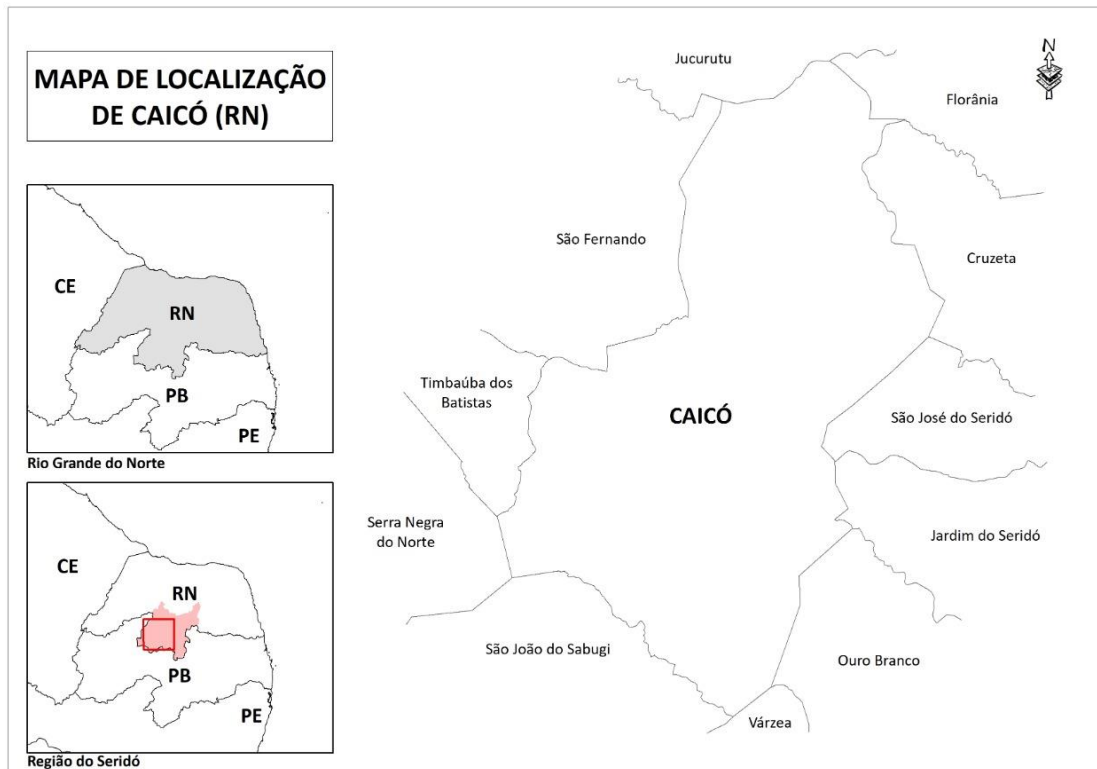 MAPA DE LOCALIZAÇÃO
DE CAICÓ (RN)
CE
RN
PB
PE
Rio Grande do Norte
CE
RN
PB
PE
Região do Seridó
N
Jucurutu
Florânia
São Fernando
Cruzeta
Timbaúba dos
Batistas
CAICÓ
São José do Seridó
Serra Negra
do Norte
Jardim do Seridó
São João do Sabugi
Ouro Branco
Várzea